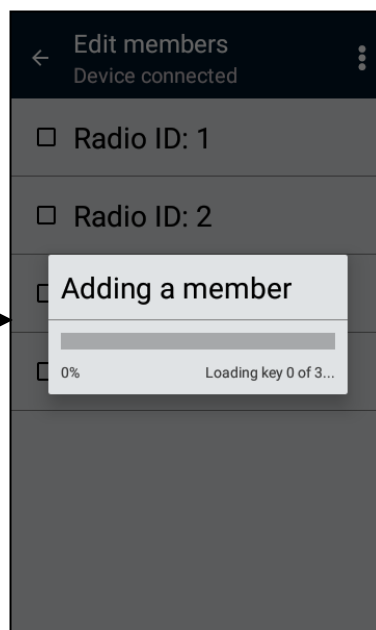 Edit members
Device connected
Radio ID: 1
Radio ID: 2
Adding a member
0% Loading key 0 of 3...